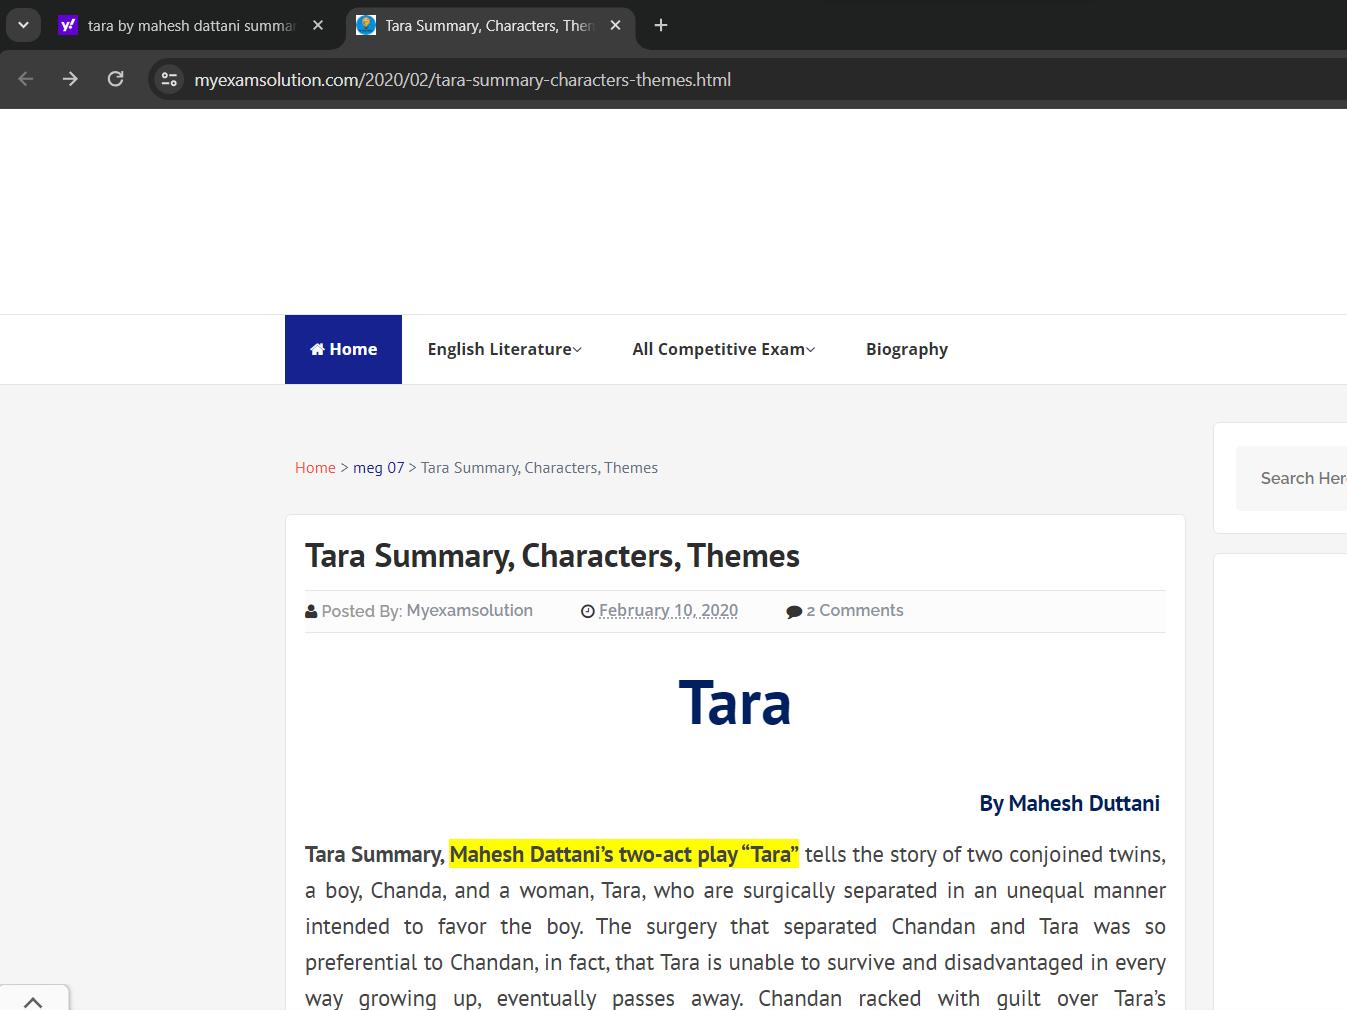 tara by mahesh dattani summar
Tara Summary, Characters, Then
myexamsolution.com/2020/02/tara-summary-characters-themes.html
Home English Literature All Competitive Exam Biography
Home > meg 07 > Tara Summary, Characters, Themes
Search Here
Tara Summary, Characters, Themes
Posted By: Myexamsolution February 10, 2020 2 Comments
Tara
By Mahesh Duttani
Tara Summary, Mahesh Dattani’s two-act play “Tara” tells the story of two conjoined twins,
a boy, Chanda, and a woman, Tara, who are surgically separated in an unequal manner
intended to favor the boy. The surgery that separated Chandan and Tara was so
preferential to Chandan, in fact, that Tara is unable to survive and disadvantaged in every
way growing up, eventually passes away. Chandan racked with guilt over Tara’s